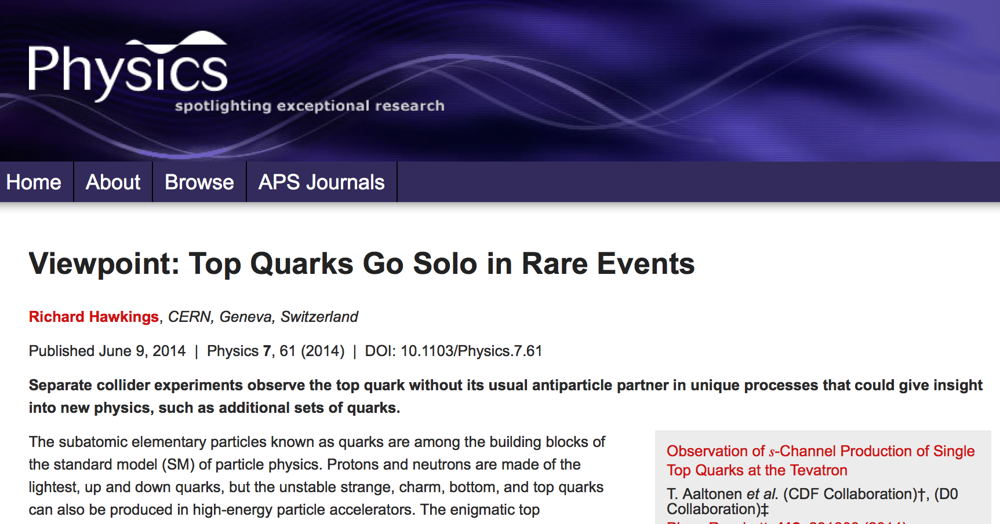 Physics
spotlighting exceptional research
Home About Browse APS Journals
Viewpoint: Top Quarks Go Solo in Rare Events
Richard Hawkings, CERN, Geneva, Switzerland
Published June 9, 2014 | Physics 7, 61 (2014) | DOI: 10.1103/Physics.7.61
Separate collider experiments observe the top quark without its usual antiparticle partner in unique processes that could give insight
into new physics, such as additional sets of quarks.
The subatomic elementary particles known as quarks are among the building blocks of
the standard model (SM) of particle physics. Protons and neutrons are made of the
lightest, up and down quarks, but the unstable strange, charm, bottom, and top quarks
can also be produced in high-energy particle accelerators. The enigmatic top
Observation of s-Channel Production of Single
Top Quarks at the Tevatron
T. Aaltonen et al. (CDF Collaboration)†, (D0
Collaboration)‡